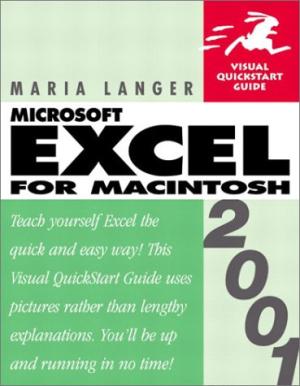 VISUAL
QUICKSTART
GUIDE
MARIA LANGER
MICROSOFT
EXCEL
FOR MACINTOSH
2001
Teach yourself Excel the
quick and easy way! This
Visual QuickStart Guide uses
pictures rather than lengthy
explanations. You'll be up
and running in no time!